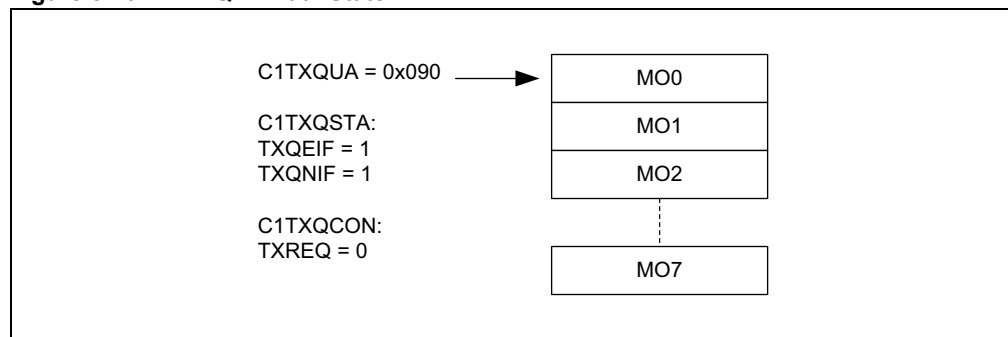 C1TXQUA = 0x090
C1TXQSTA:
TXQEIF = 1
TXQNIF = 1
C1TXQCON:
TXREQ = 0
MO0
MO1
MO2
MO7